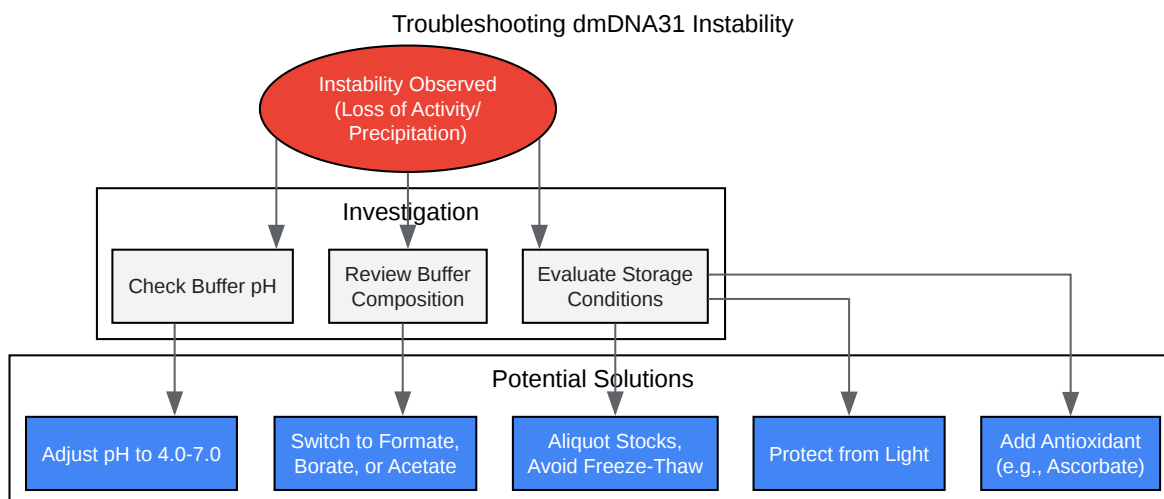 Troubleshooting dmDNA31 Instability
Instability Observed
(Loss of Activity/
Precipitation)
Investigation
Check Buffer pH
Review Buffer
Composition
Evaluate Storage
Conditions
Potential Solutions
Adjust pH to 4.0-7.0
Switch to Formate,
Borate, or Acetate
Aliquot Stocks,
Avoid Freeze-Thaw
Protect from Light
Add Antioxidant
(e.g., Ascorbate)